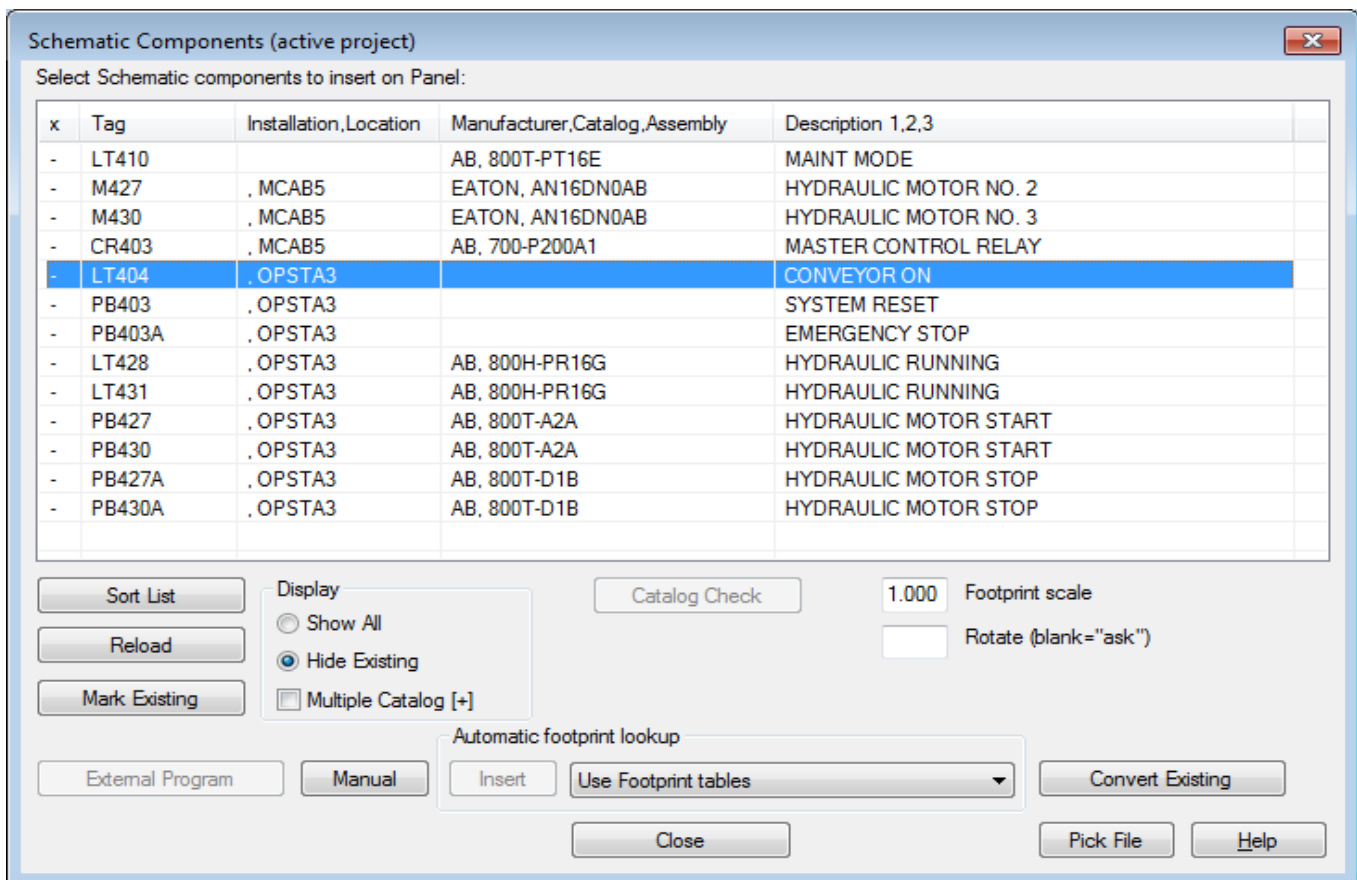 Schematic Components (active project)
Select Schematic components to insert on Panel:
x Tag Installation,Location Manufacturer,Catalog,Assembly Description 1,2,3
- LT410 AB, 800T-PT16E MAINT MODE
- M427 , MCAB5 EATON, AN16DN0AB HYDRAULIC MOTOR NO. 2
- M430 , MCAB5 EATON, AN16DN0AB HYDRAULIC MOTOR NO. 3
- CR403 , MCAB5 AB, 700-P200A1 MASTER CONTROL RELAY
- LT404 , OPSTA3 CONVEYOR ON
- PB403 , OPSTA3 SYSTEM RESET
- PB403A , OPSTA3 EMERGENCY STOP
- LT428 , OPSTA3 AB, 800H-PR16G HYDRAULIC RUNNING
- LT431 , OPSTA3 AB, 800H-PR16G HYDRAULIC RUNNING
- PB427 , OPSTA3 AB, 800T-A2A HYDRAULIC MOTOR START
- PB430 , OPSTA3 AB, 800T-A2A HYDRAULIC MOTOR START
- PB427A , OPSTA3 AB, 800T-D1B HYDRAULIC MOTOR STOP
- PB430A , OPSTA3 AB, 800T-D1B HYDRAULIC MOTOR STOP
Sort List
Reload
Mark Existing
Display
Show All
Hide Existing
Multiple Catalog [+]
Catalog Check
1.000 Footprint scale
Rotate (blank="ask")
External Program
Manual
Automatic footprint lookup
Insert
Use Footprint tables
Convert Existing
Close
Pick File
Help